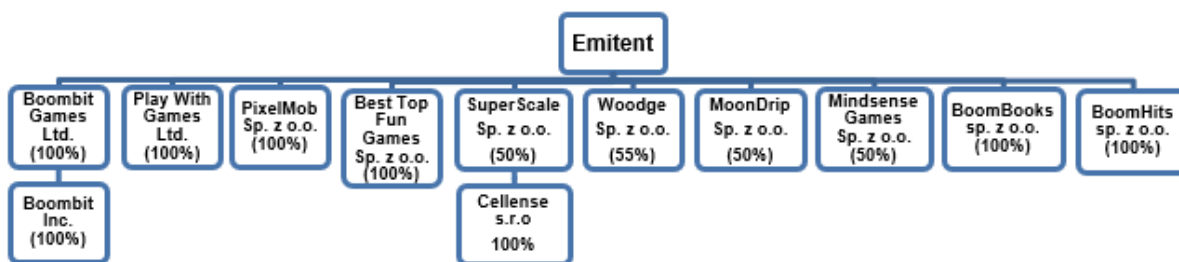 Emitent
Boombit
Games
Ltd.
(100%)
Play With
Games
Ltd.
(100%)
PixelMob
Sp. z o.o.
(100%)
Best Top
Fun
Games
Sp. z o.o.
(100%)
SuperScale
Sp. z o.o.
(50%)
Woodge
Sp. z o.o.
(55%)
MoonDrip
Sp. z o.o.
(50%)
Mindsense
Games
Sp. z o.o.
(50%)
BoomBooks
sp. z o.o.
(100%)
BoomHits
sp. z o.o.
(100%)
Boombit
Inc.
(100%)
Cellense
s.r.o
100%